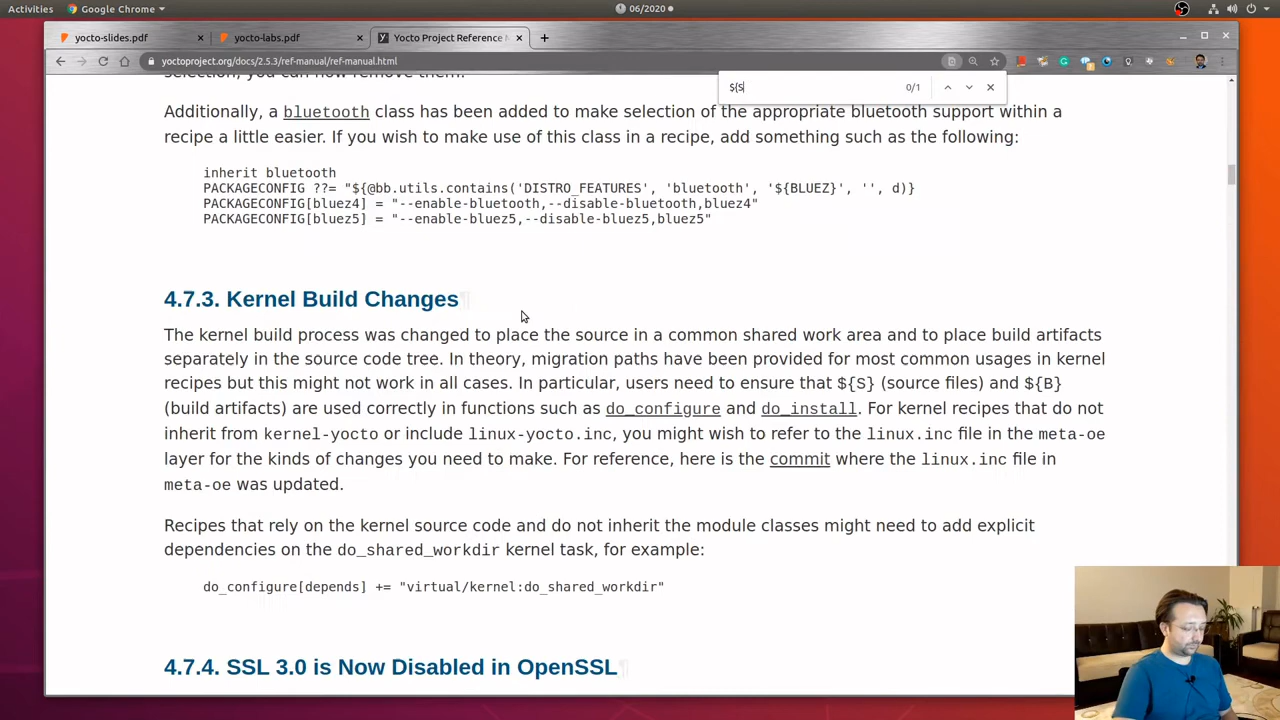 Activities Google Chrome 06/2020
yocto-slides.pdf yocto-labs.pdf Yocto Project Reference M
yoctoproject.org/docs/2.5.3/ref-manual/ref-manual.html
selection, you can now remove them.
${S 0/1
Additionally, a bluetooth class has been added to make selection of the appropriate bluetooth support within a
recipe a little easier. If you wish to make use of this class in a recipe, add something such as the following:
inherit bluetooth
PACKAGECONFIG ??= "${@bb.utils.contains('DISTRO_FEATURES', 'bluetooth', '${BLUEZ}', '', d)}
PACKAGECONFIG[bluez4] = "--enable-bluetooth,--disable-bluetooth,bluez4"
PACKAGECONFIG[bluez5] = "--enable-bluez5,--disable-bluez5,bluez5"
4.7.3. Kernel Build Changes¶
The kernel build process was changed to place the source in a common shared work area and to place build artifacts
separately in the source code tree. In theory, migration paths have been provided for most common usages in kernel
recipes but this might not work in all cases. In particular, users need to ensure that ${S} (source files) and ${B}
(build artifacts) are used correctly in functions such as do_configure and do_install. For kernel recipes that do not
inherit from kernel-yocto or include linux-yocto.inc, you might wish to refer to the linux.inc file in the meta-oe
layer for the kinds of changes you need to make. For reference, here is the commit where the linux.inc file in
meta-oe was updated.
Recipes that rely on the kernel source code and do not inherit the module classes might need to add explicit
dependencies on the do_shared_workdir kernel task, for example:
do_configure[depends] += "virtual/kernel:do_shared_workdir"
4.7.4. SSL 3.0 is Now Disabled in OpenSSL¶